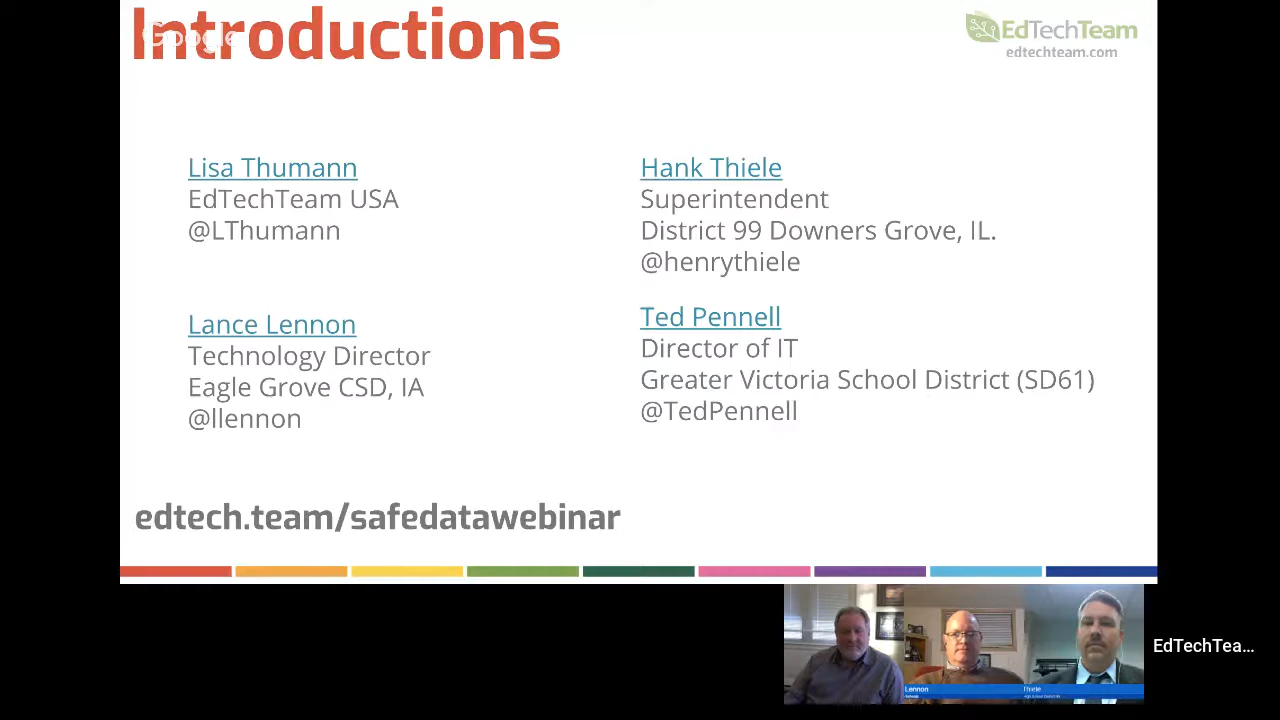 Introductions
Google
EdTechTeam
edtechteam.com
Lisa Thumann
EdTechTeam USA
@LThumann
Hank Thiele
Superintendent
District 99 Downers Grove, IL.
@henrythiele
Lance Lennon
Technology Director
Eagle Grove CSD, IA
@llennon
Ted Pennell
Director of IT
Greater Victoria School District (SD61)
@TedPennell
edtech.team/safedatawebinar
Lennon
Thiele
EdTechTea...